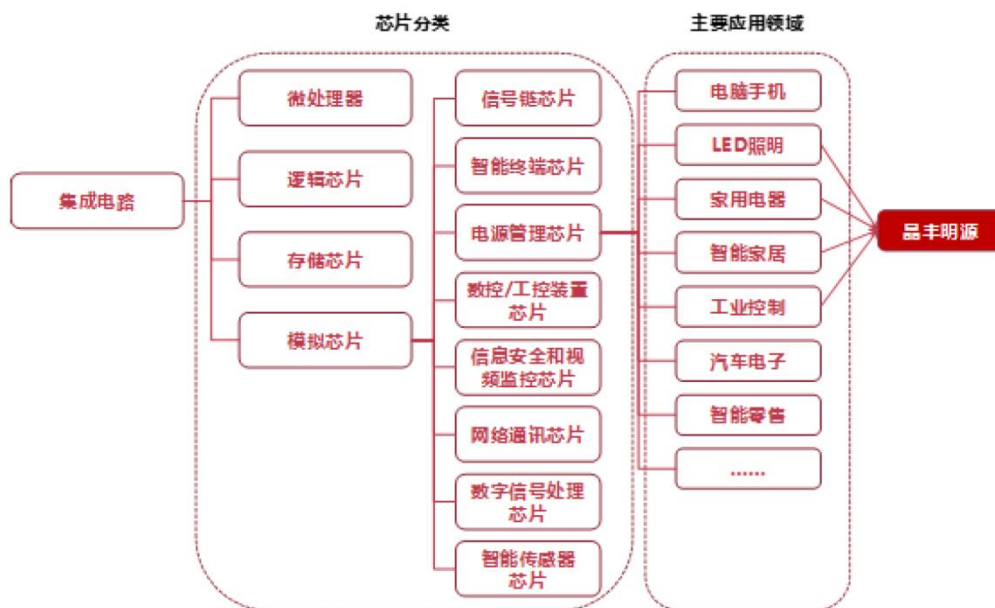 芯片分类
主要应用领域
集成电路
微处理器
逻辑芯片
存储芯片
模拟芯片
信号链芯片
智能终端芯片
电源管理芯片
数控/工控装置
芯片
信息安全和视
频监控芯片
网络通讯芯片
数字信号处理
芯片
智能传感器
芯片
电脑手机
LED照明
家用电器
智能家居
工业控制
汽车电子
智能零售
......
晶丰明源